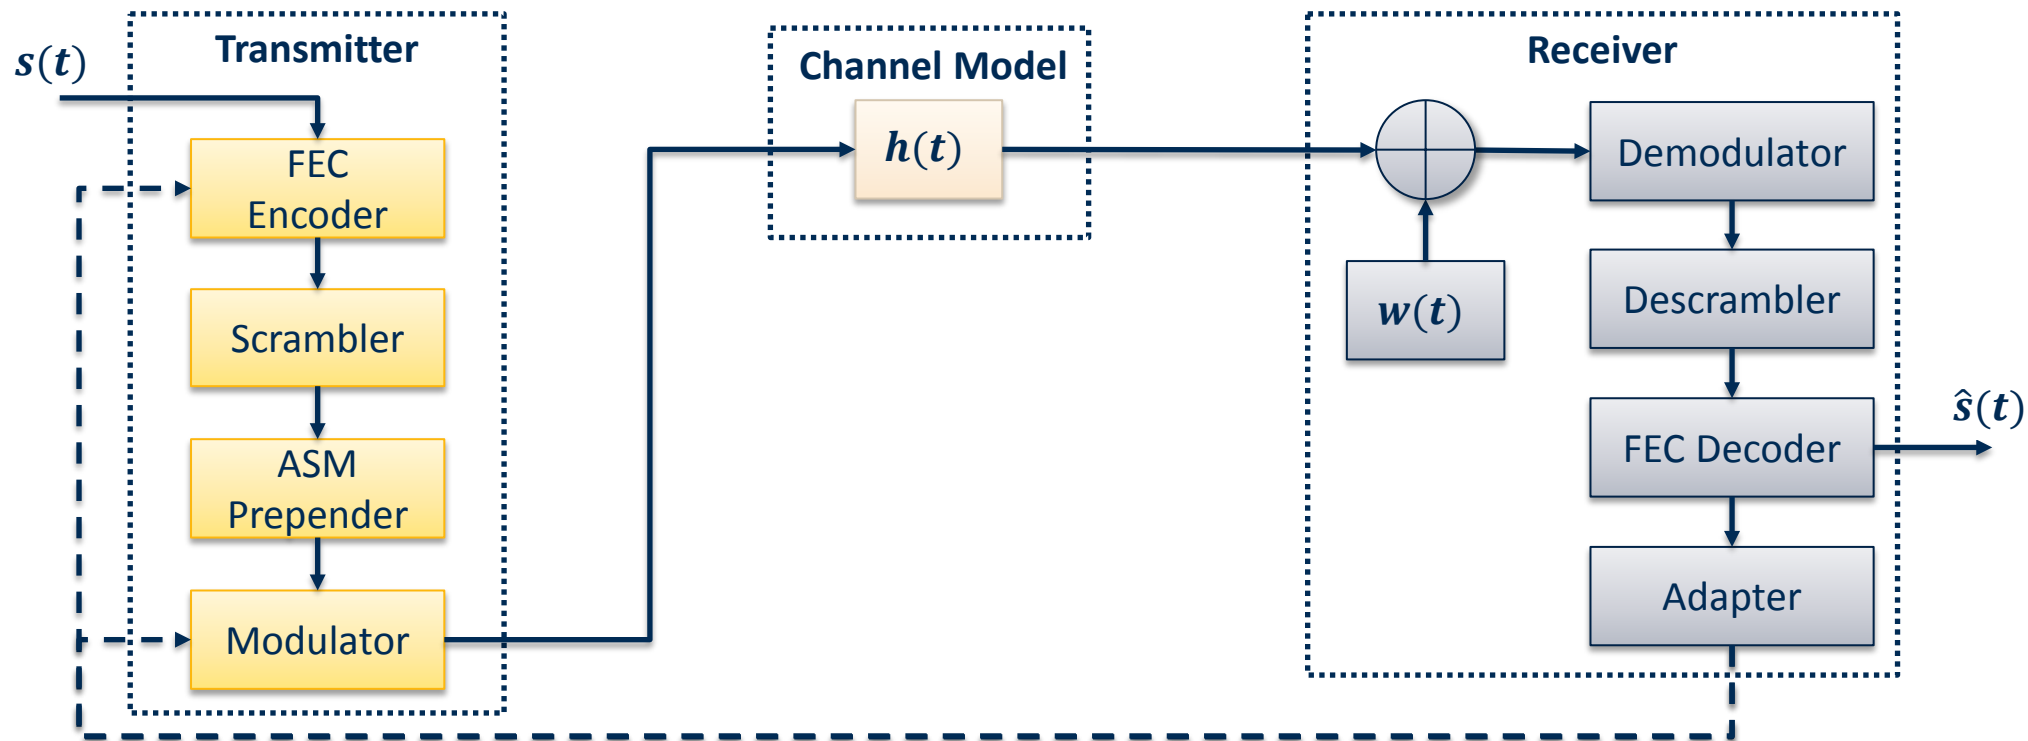 s(t)
Transmitter
FEC
Encoder
Scrambler
ASM
Prepender
Modulator
Channel Model
h(t)
Receiver
w(t)
Demodulator
Descrambler
FEC Decoder
Adapter
ŝ(t)